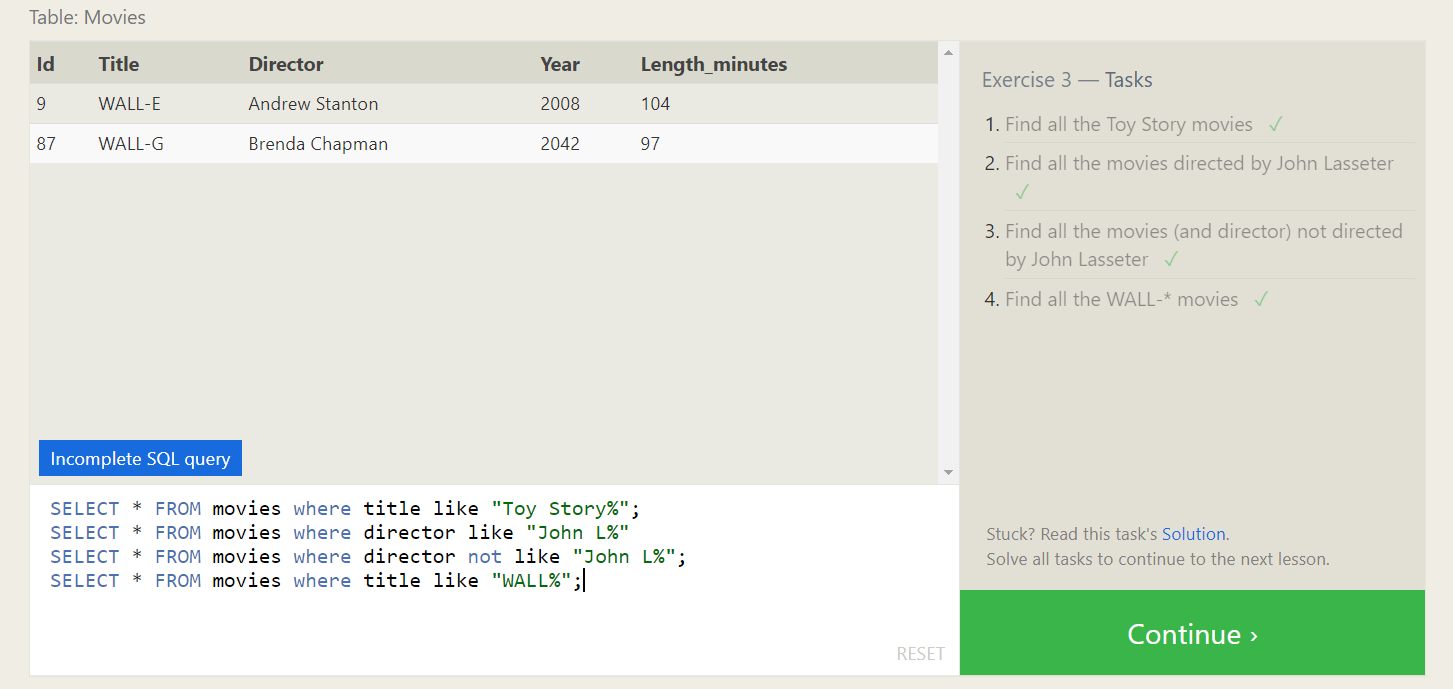 Table: Movies
Id Title Director Year Length_minutes
9 WALL-E Andrew Stanton 2008 104
87 WALL-G Brenda Chapman 2042 97
Incomplete SQL query
SELECT * FROM movies where title like "Toy Story%";
SELECT * FROM movies where director like "John L%"
SELECT * FROM movies where director not like "John L%";
SELECT * FROM movies where title like "WALL%";
RESET
Exercise 3 — Tasks
1. Find all the Toy Story movies ✓
2. Find all the movies directed by John Lasseter
✓
3. Find all the movies (and director) not directed
by John Lasseter ✓
4. Find all the WALL-* movies ✓
Stuck? Read this task's Solution.
Solve all tasks to continue to the next lesson.
Continue ›